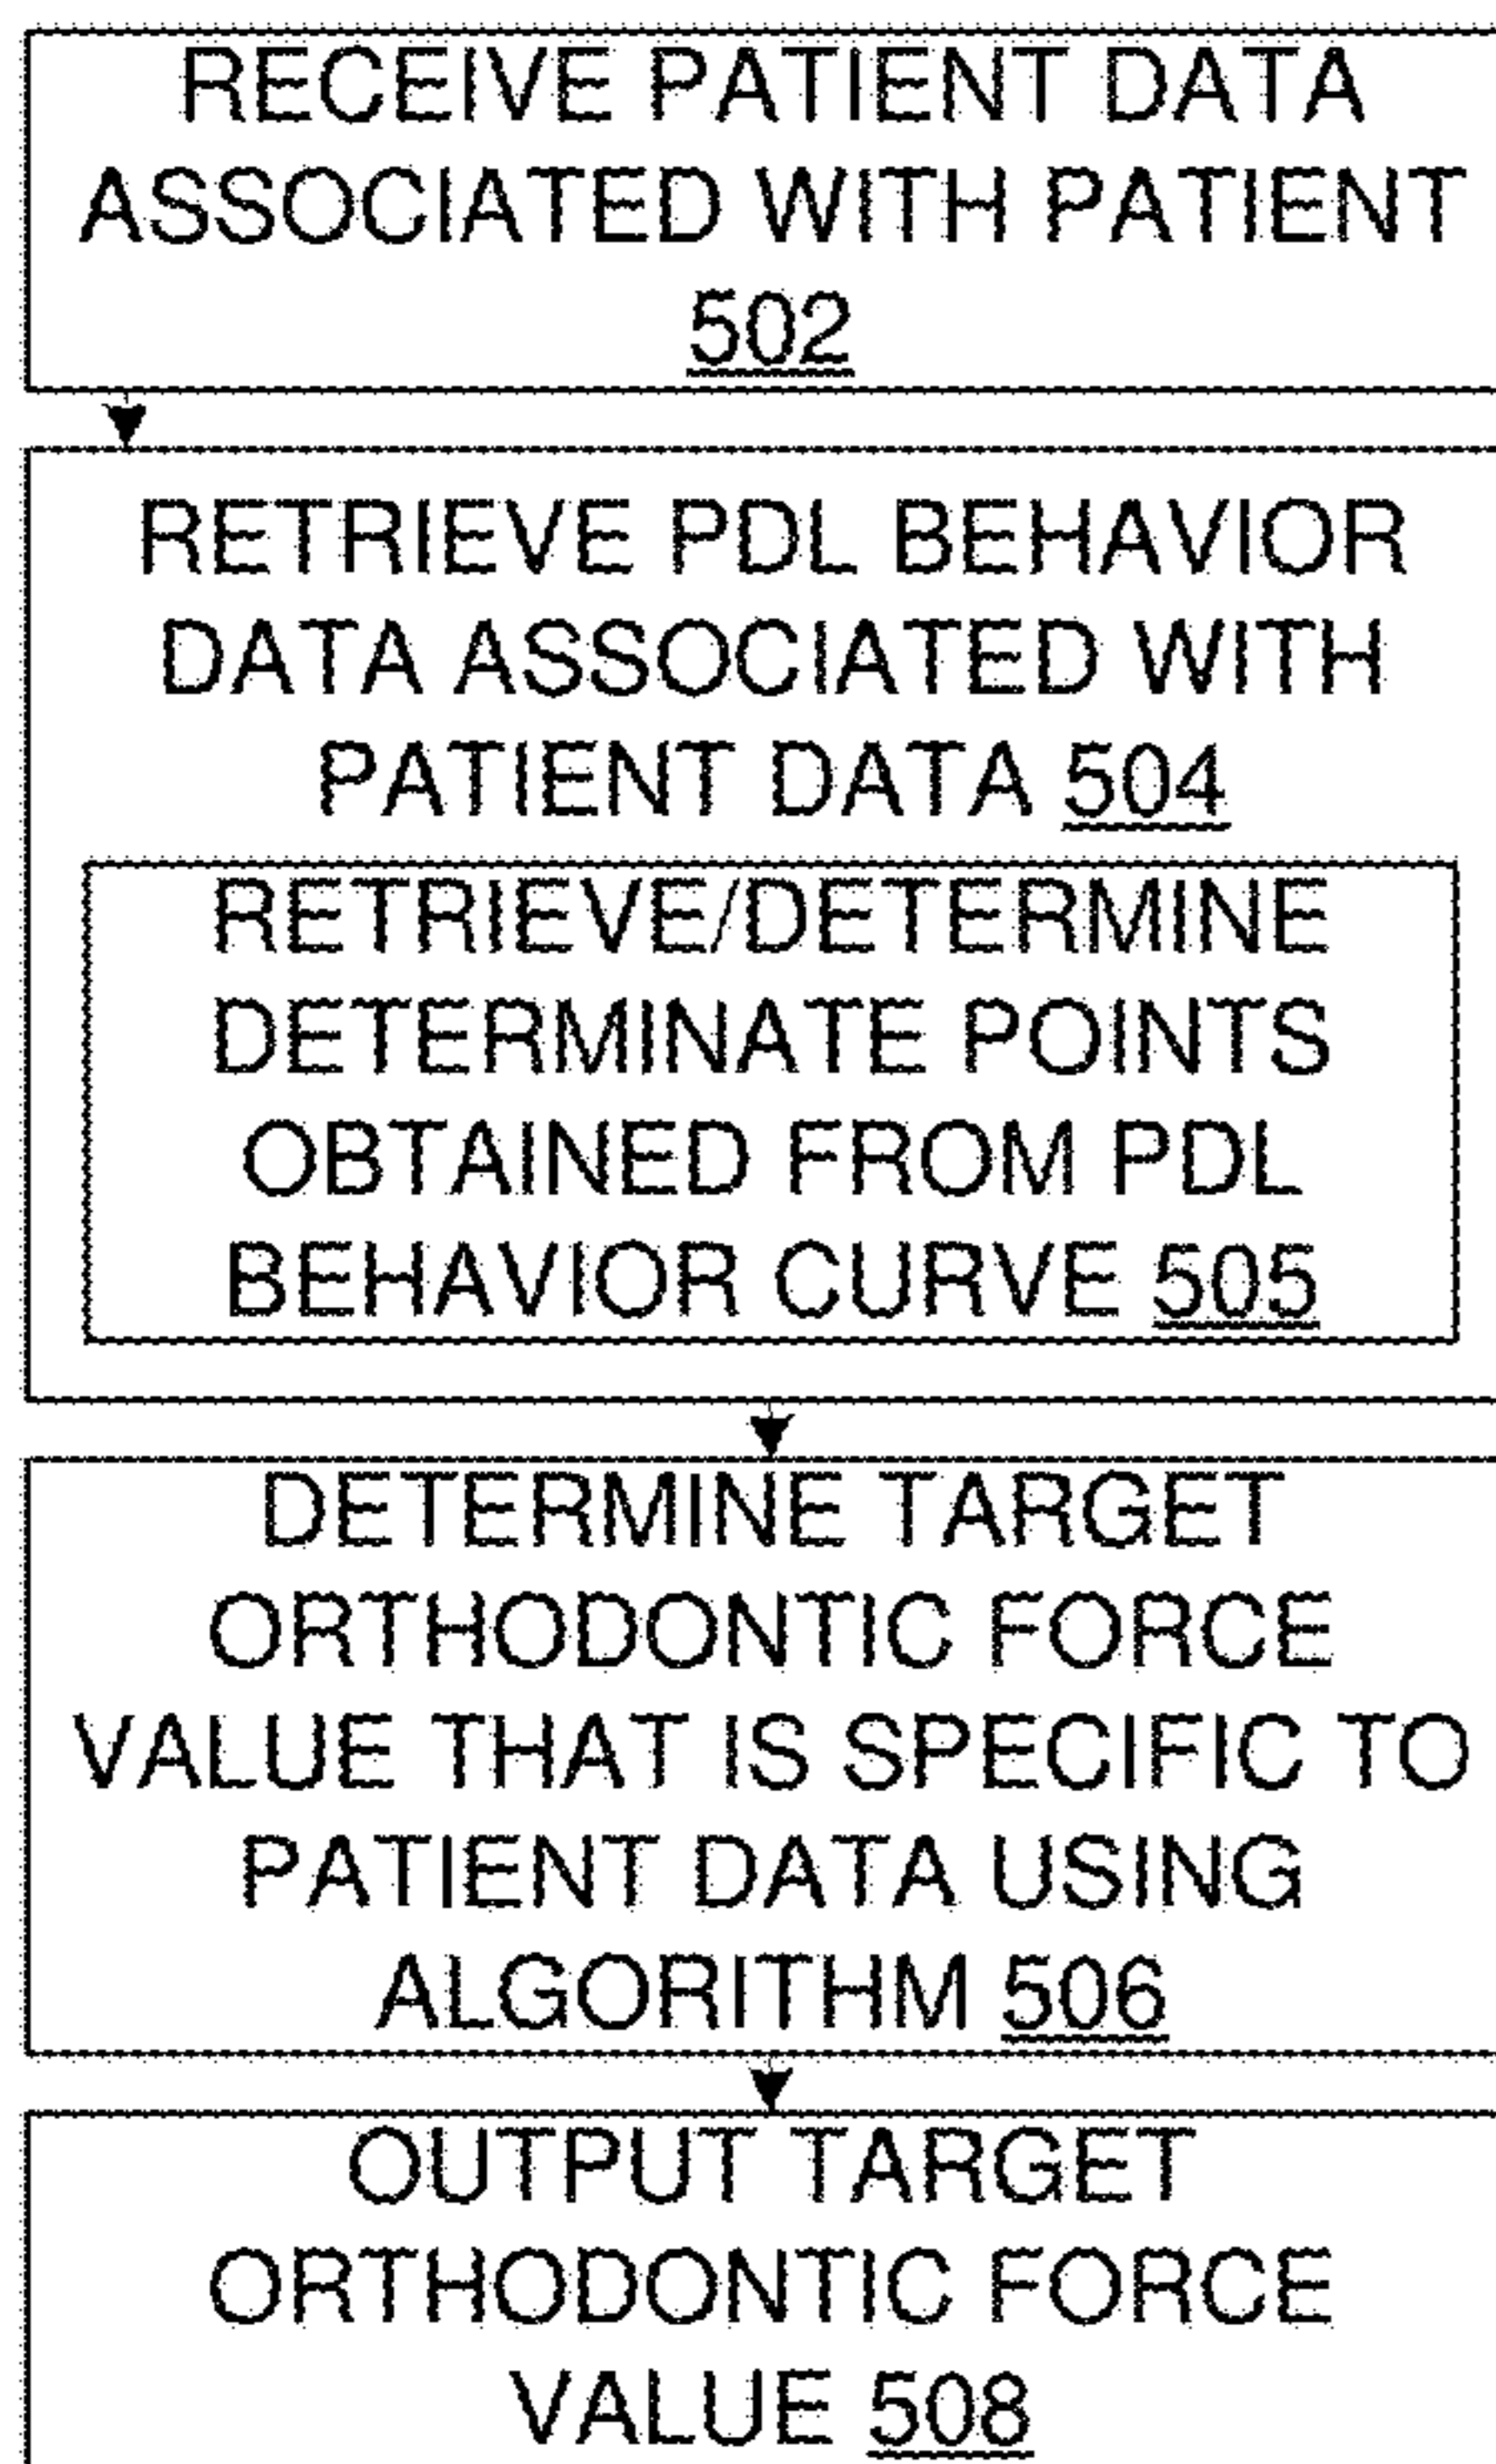 RECEIVE PATIENT DATA
ASSOCIATED WITH PATIENT
502
RETRIEVE PDL BEHAVIOR
DATA ASSOCIATED WITH
PATIENT DATA 504
RETRIEVE/DETERMINE
DETERMINATE POINTS
OBTAINED FROM PDL
BEHAVIOR CURVE 505
DETERMINE TARGET
ORTHODONTIC FORCE
VALUE THAT IS SPECIFIC TO
PATIENT DATA USING
ALGORITHM 506
OUTPUT TARGET
ORTHODONTIC FORCE
VALUE 508